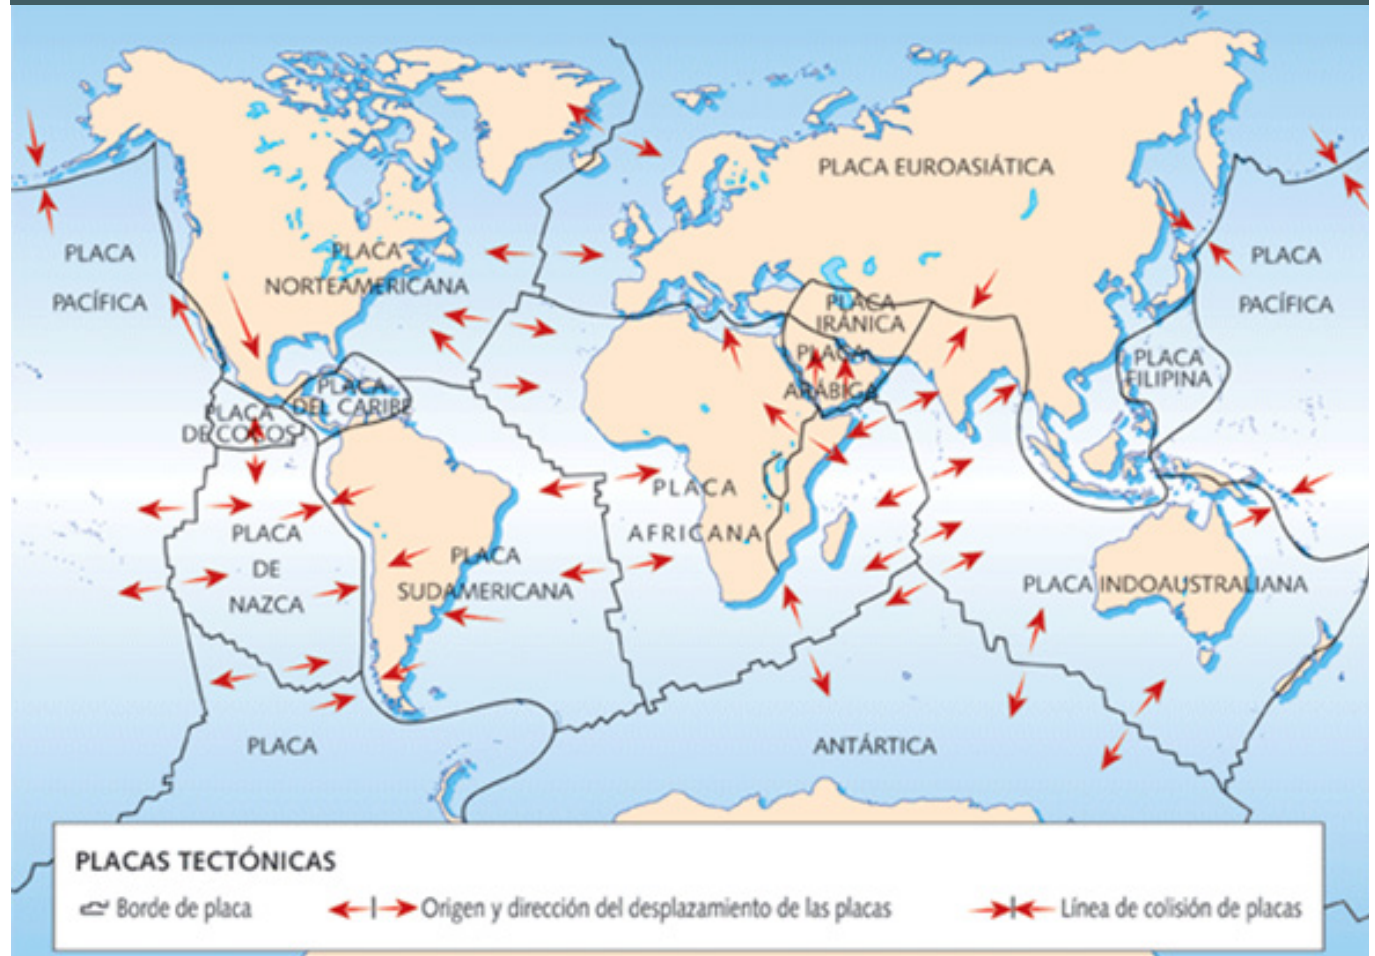 PLACA EUROASIÁTICA
PLACA
PACÍFICA
PLACA
NORTEAMERICANA
PLACA
IRÁNICA
PLACA
ARÁBIGA
PLACA
PACÍFICA
PLACA
FILIPINA
PLACA
DEL CARIBE
PLACA
DE COCOS
PLACA
DE
NAZCA
PLACA
SUDAMERICANA
PLACA
AFRICANA
PLACA INDOAUSTRALIANA
PLACA
ANTÁRTICA
PLACAS TECTÓNICAS
Borde de placa
Origen y dirección del desplazamiento de las placas
Línea de colisión de placas